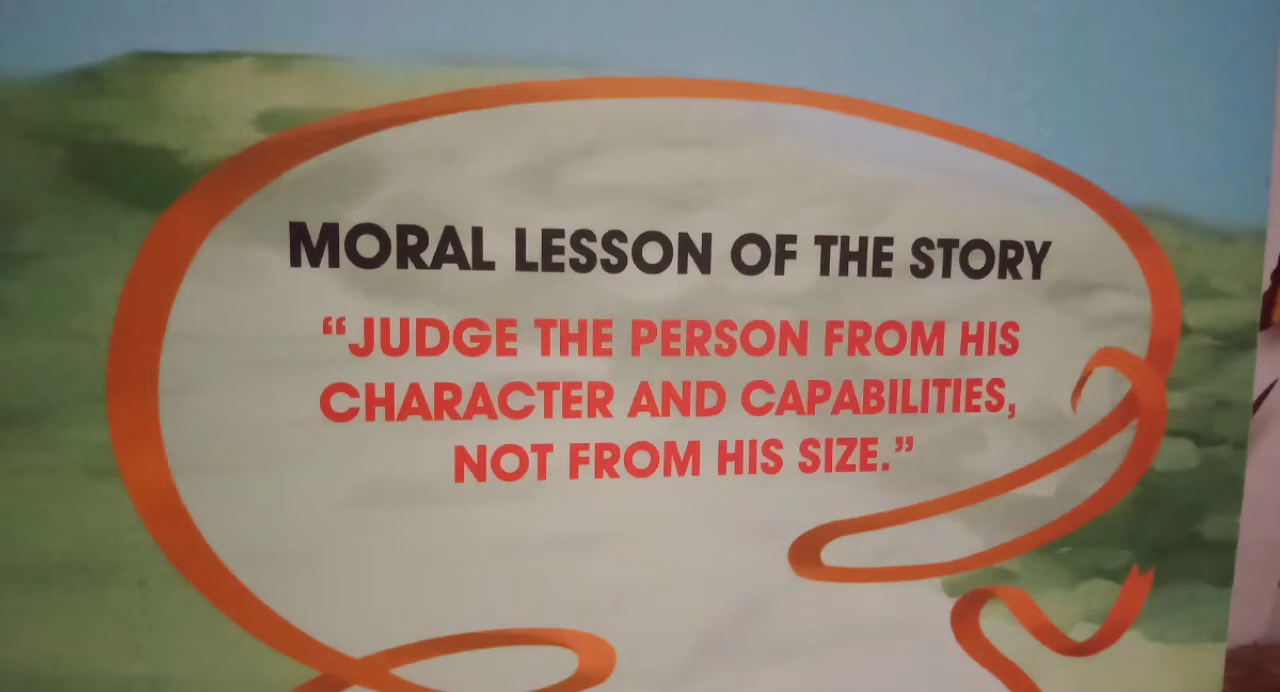 MORAL LESSON OF THE STORY
“JUDGE THE PERSON FROM HIS
CHARACTER AND CAPABILITIES,
NOT FROM HIS SIZE.”